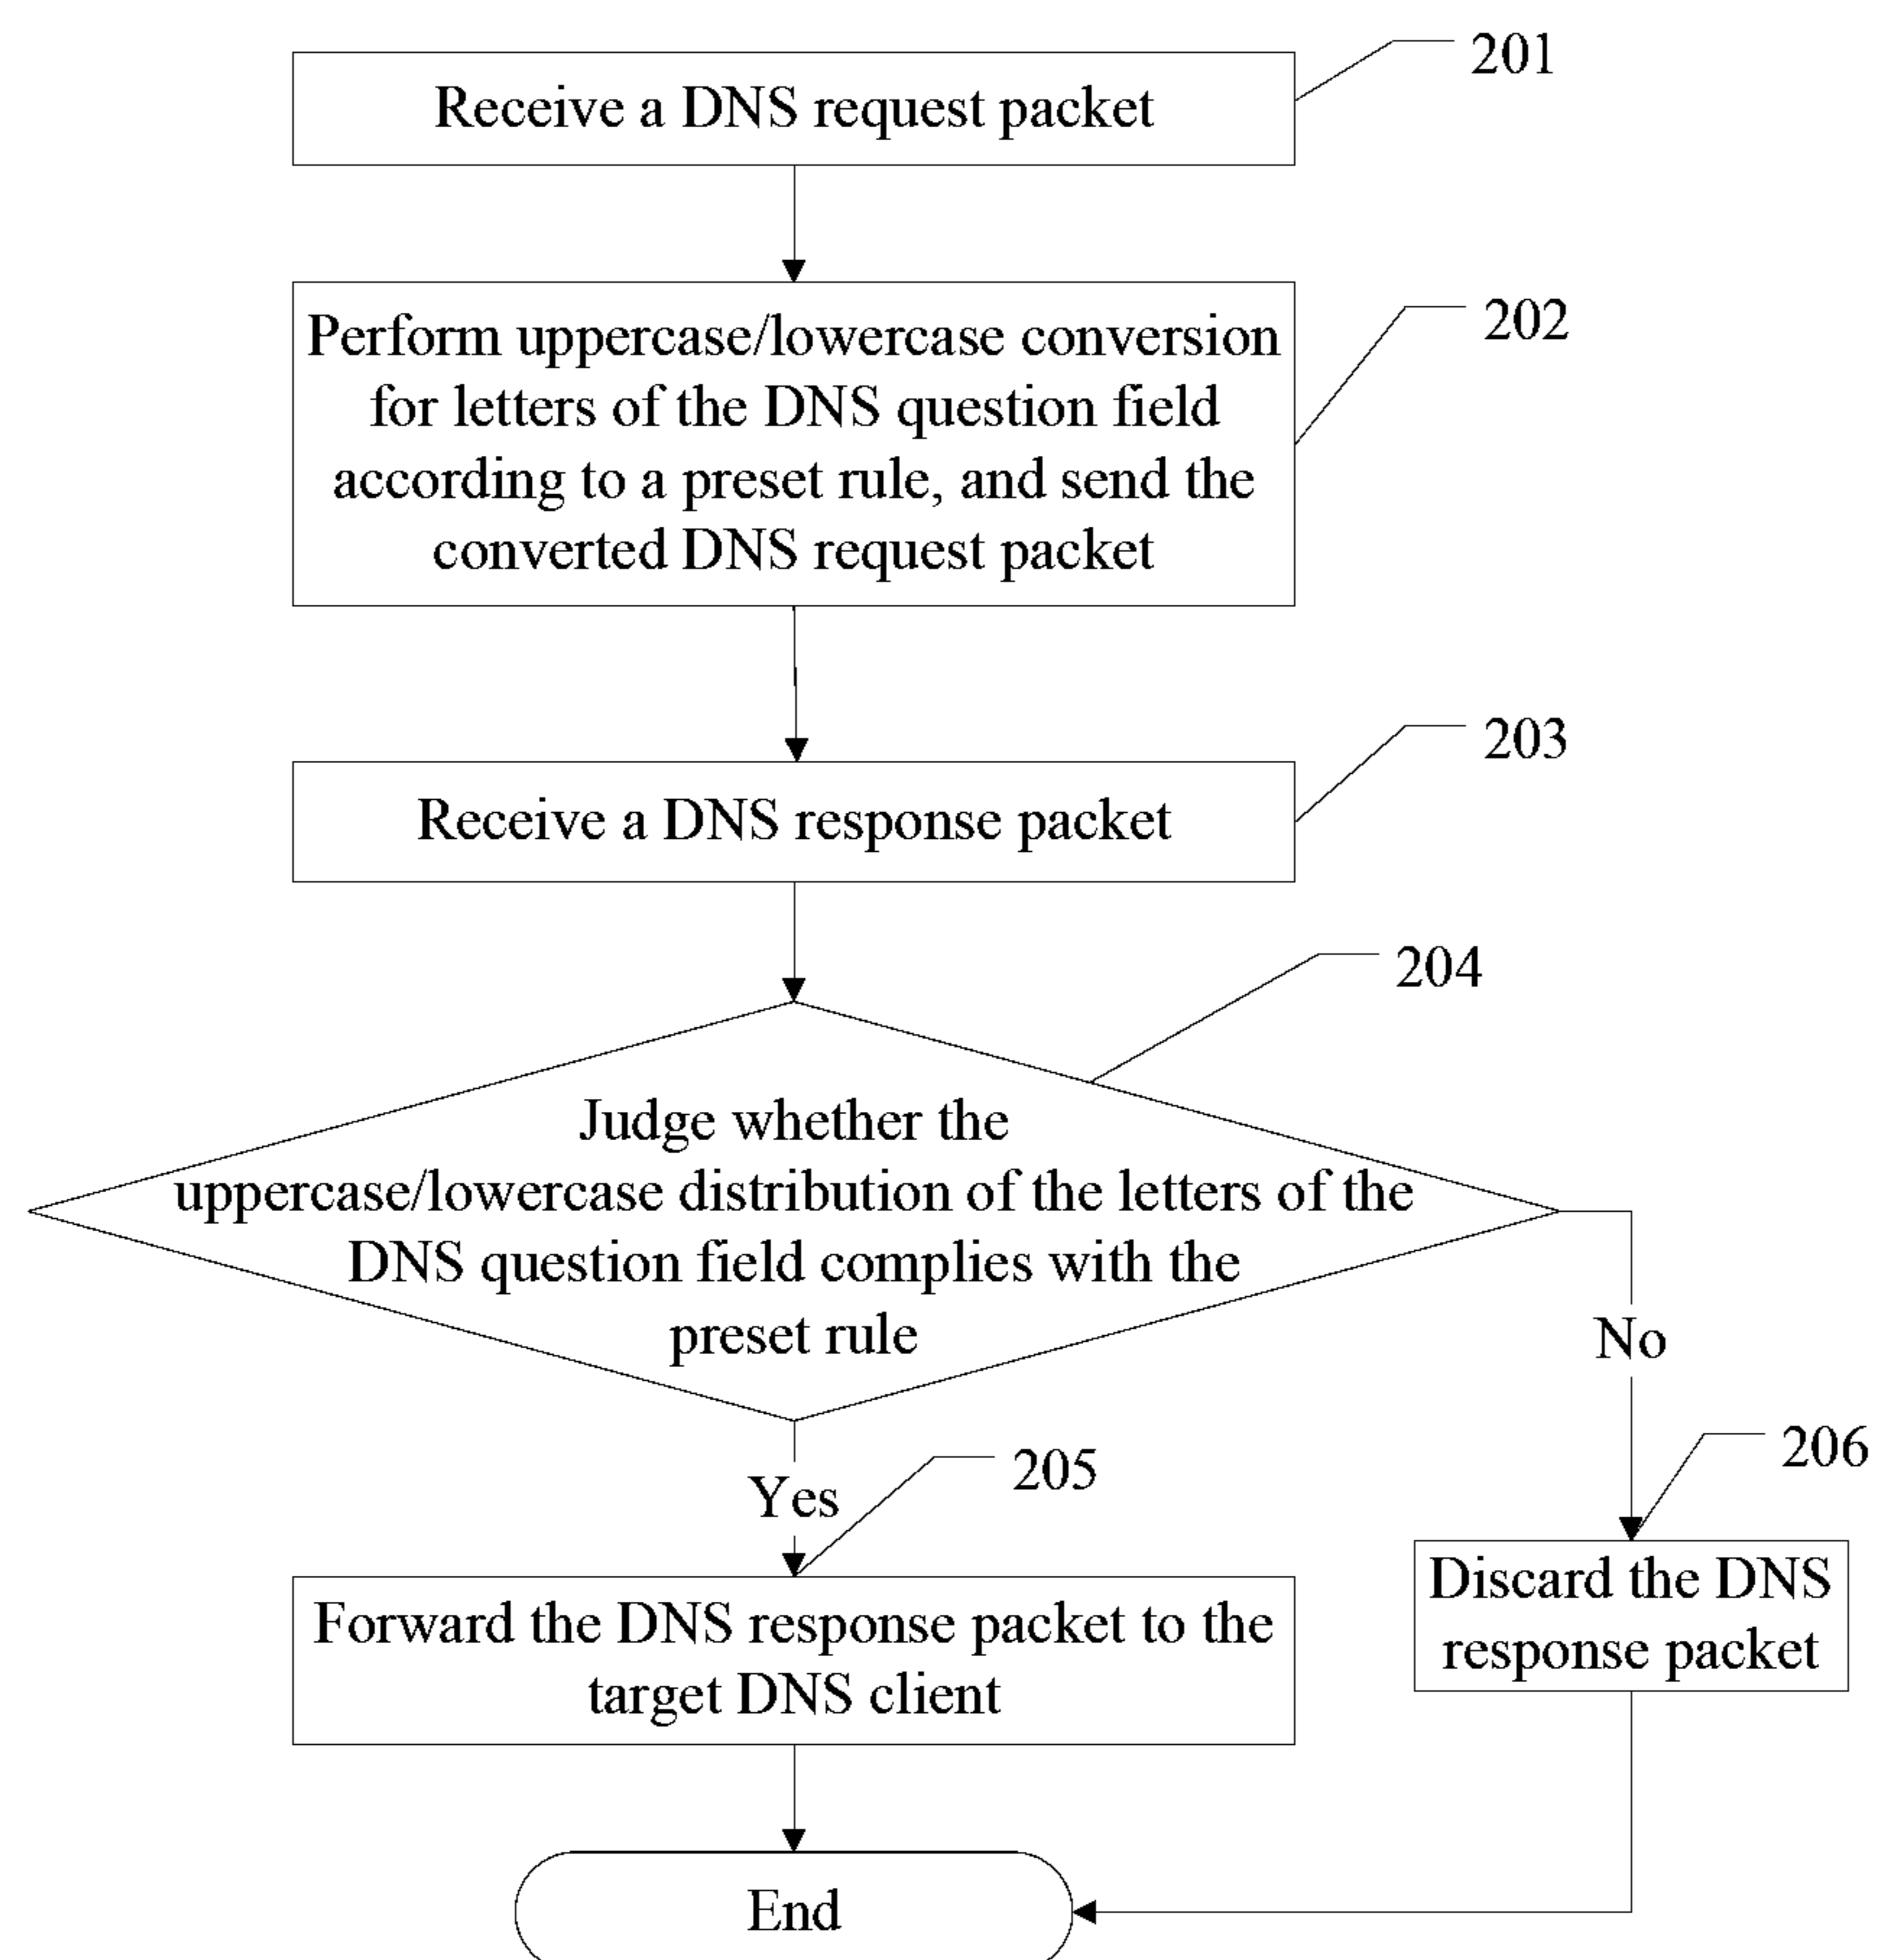 201
Receive a DNS request packet
202
Perform uppercase/lowercase conversion
for letters of the DNS question field
according to a preset rule, and send the
converted DNS request packet
203
Receive a DNS response packet
204
Judge whether the
uppercase/lowercase distribution of the letters of the
DNS question field complies with the
preset rule
No
Yes
205
206
Forward the DNS response packet to the
target DNS client
Discard the DNS
response packet
End